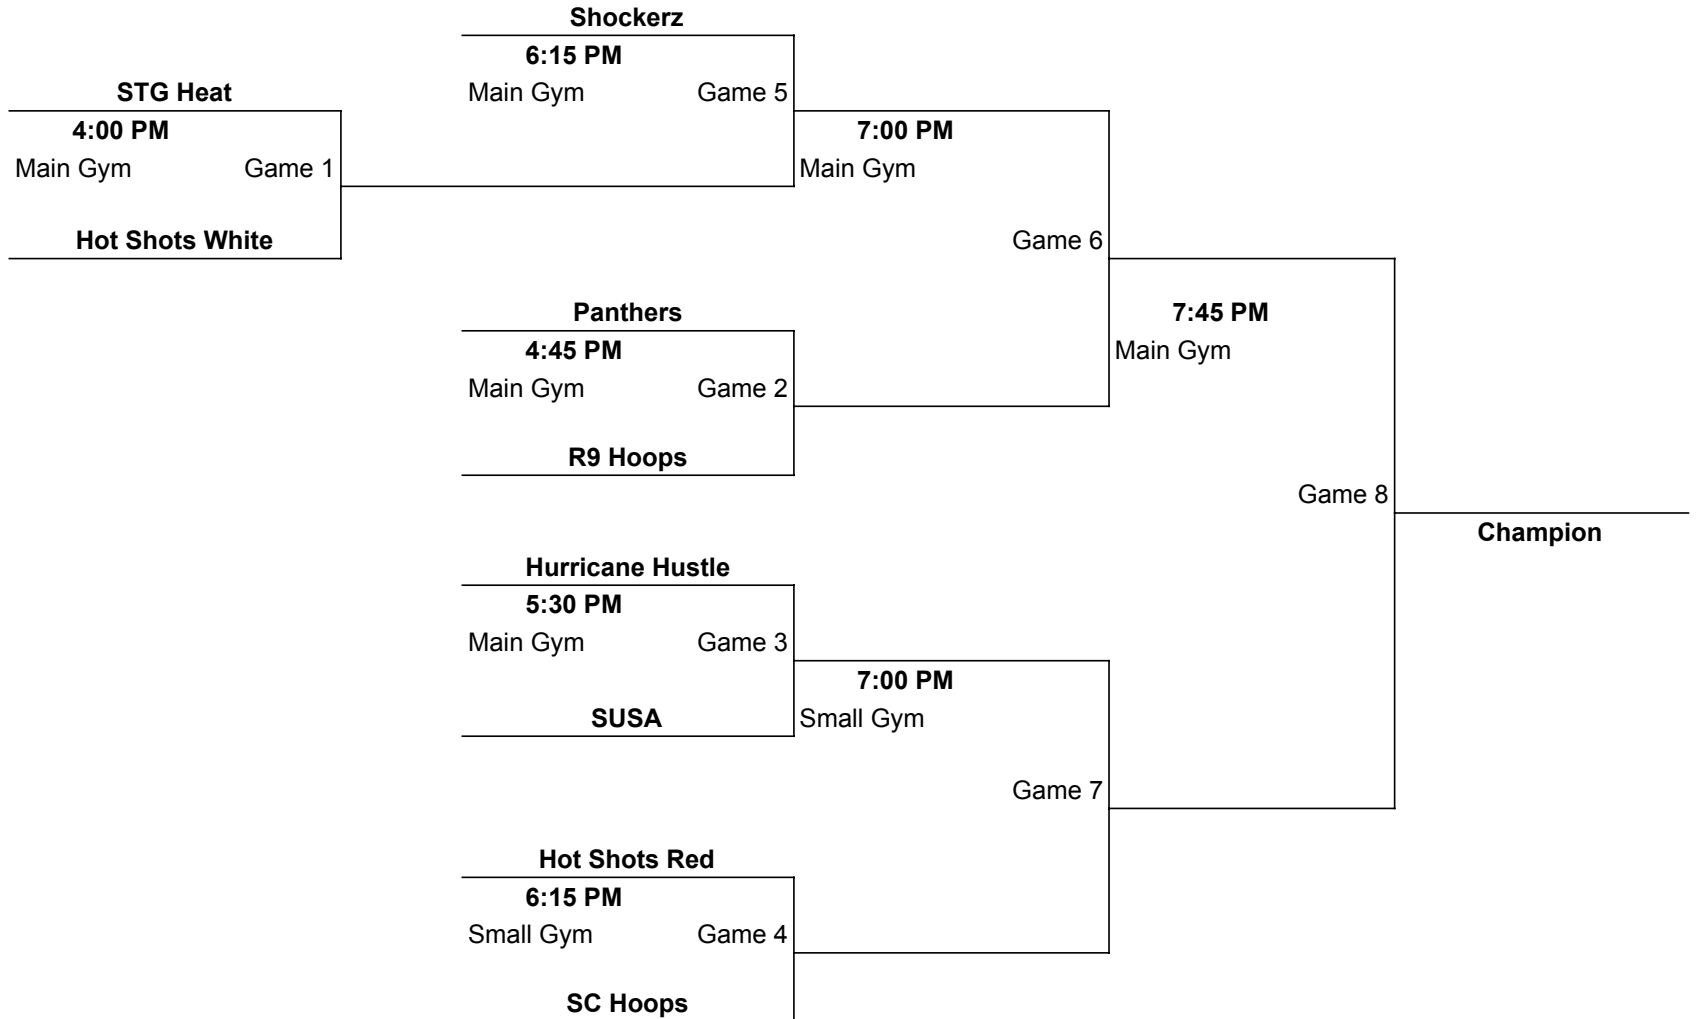 Shockerz
6:15 PM
STG Heat
Main Gym Game 5
4:00 PM
7:00 PM
Main Gym Game 1
Main Gym
Hot Shots White
Game 6
Panthers
7:45 PM
4:45 PM
Main Gym
Main Gym Game 2
R9 Hoops
Game 8
Champion
Hurricane Hustle
5:30 PM
Main Gym Game 3
7:00 PM
SUSA
Small Gym
Game 7
Hot Shots Red
6:15 PM
Small Gym Game 4
SC Hoops